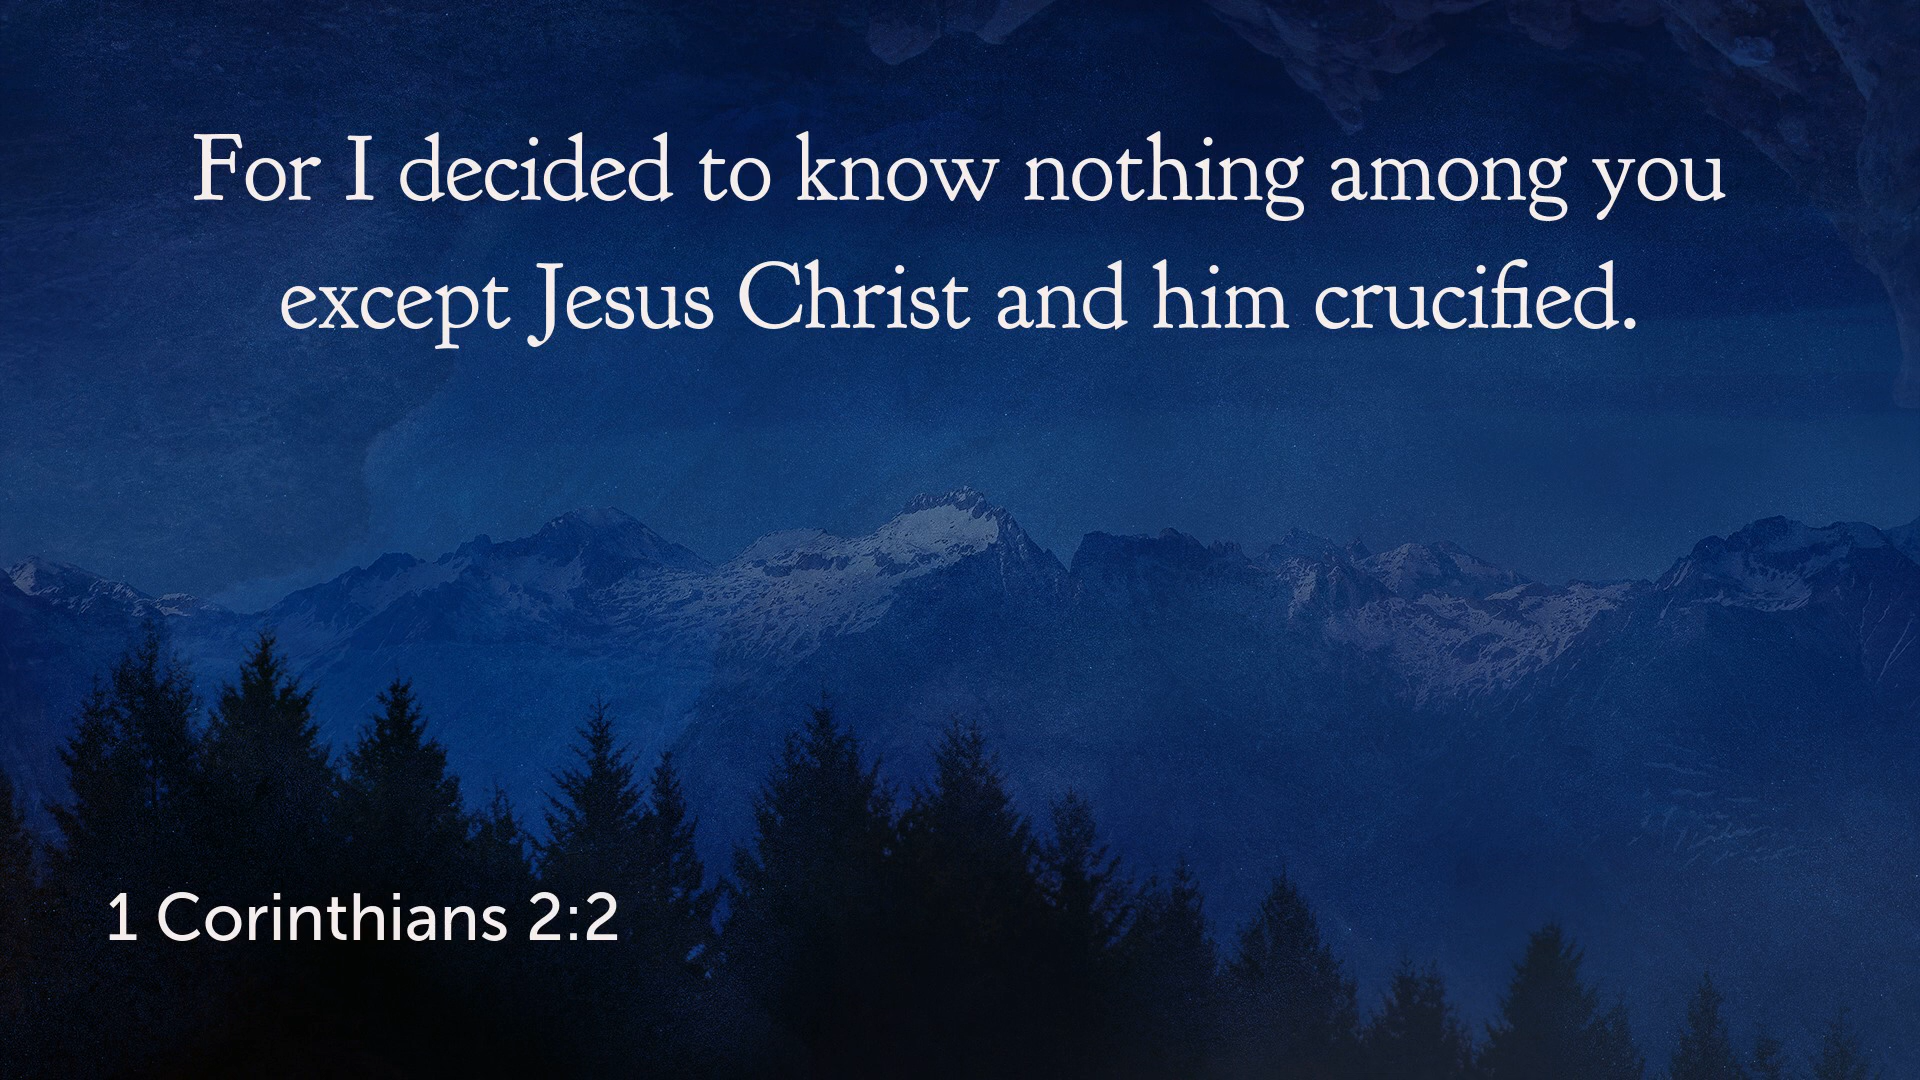 For I decided to know nothing among you
except Jesus Christ and him crucified.
1 Corinthians 2:2